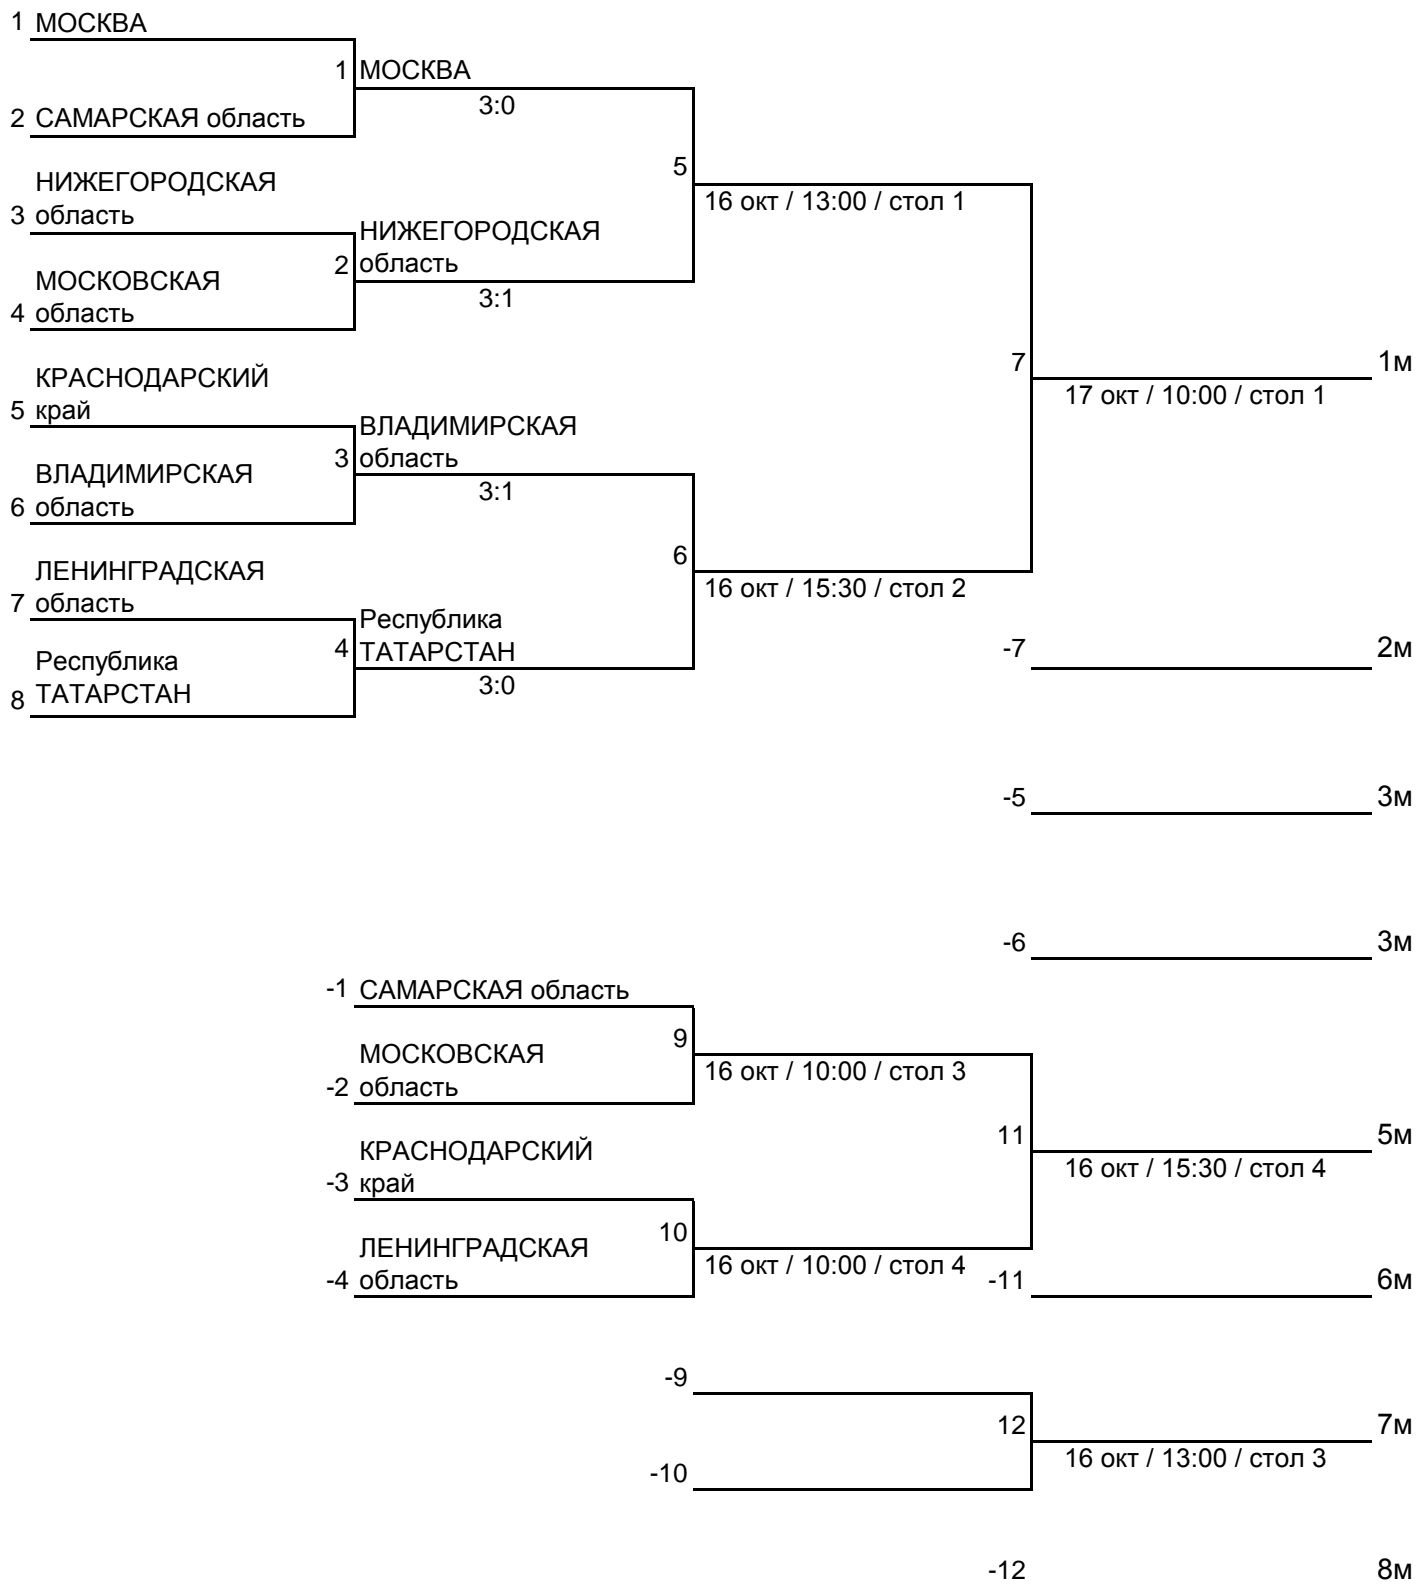 1 МОСКВА
1 МОСКВА
3:0
2 САМАРСКАЯ область
5
16 окт / 13:00 / стол 1
НИЖЕГОРОДСКАЯ
3 область
НИЖЕГОРОДСКАЯ
2 область
3:1
МОСКОВСКАЯ
4 область
7
17 окт / 10:00 / стол 1
1м
КРАСНОДАРСКИЙ
5 край
ВЛАДИМИРСКАЯ
3 область
3:1
ВЛАДИМИРСКАЯ
6 область
6
16 окт / 15:30 / стол 2
ЛЕНИНГРАДСКАЯ
7 область
Республика
4 ТАТАРСТАН
3:0
Республика
8 ТАТАРСТАН
-7 2м
-5 3м
-6 3м
-1 САМАРСКАЯ область
9
16 окт / 10:00 / стол 3
МОСКОВСКАЯ
-2 область
11
16 окт / 15:30 / стол 4
5м
КРАСНОДАРСКИЙ
-3 край
10
16 окт / 10:00 / стол 4
ЛЕНИНГРАДСКАЯ
-4 область
-11 6м
-9
12
16 окт / 13:00 / стол 3
7м
-10
-12 8м